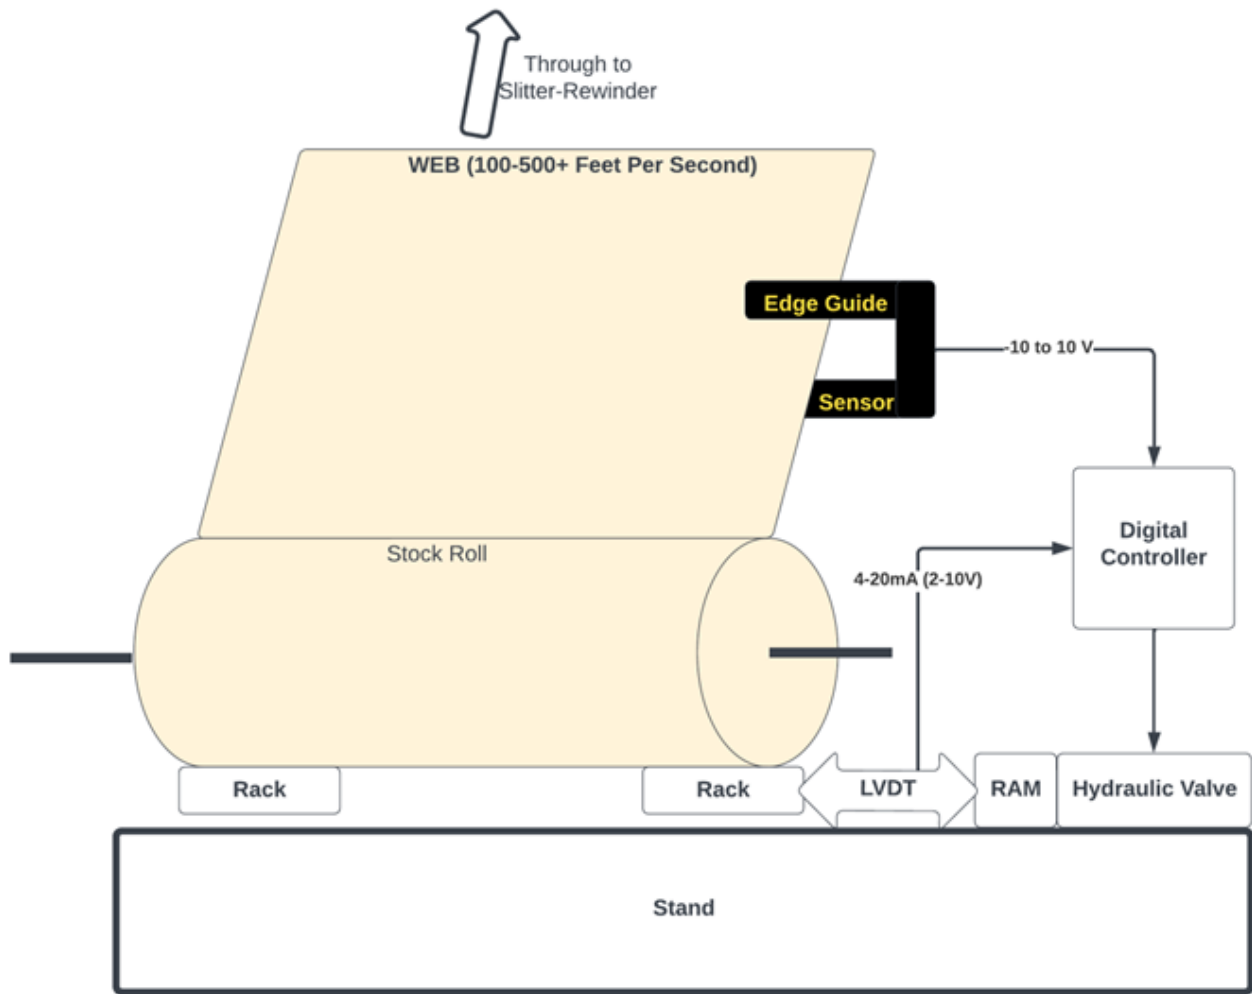 Through to
Slitter-Rewinder
WEB (100-500+ Feet Per Second)
Edge Guide
-10 to 10 V
Sensor
Digital
Controller
Stock Roll
4-20mA (2-10V)
Rack
Rack
LVDT
RAM
Hydraulic Valve
Stand